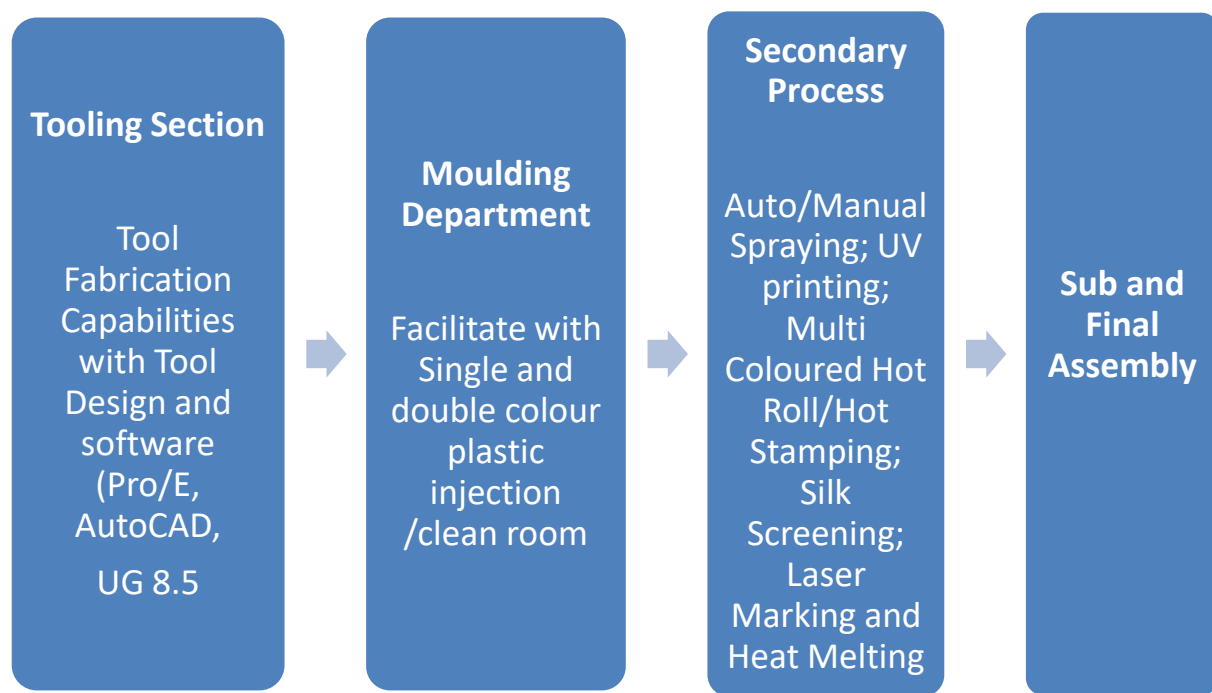 Tooling Section
Tool
Fabrication
Capabilities
with Tool
Design and
software
(Pro/E,
AutoCAD,
UG 8.5
Moulding
Department
Facilitate with
Single and
double colour
plastic
injection
/clean room
Secondary
Process
Auto/Manual
Spraying; UV
printing;
Multi
Coloured Hot
Roll/Hot
Stamping;
Silk
Screening;
Laser
Marking and
Heat Melting
Sub and
Final
Assembly